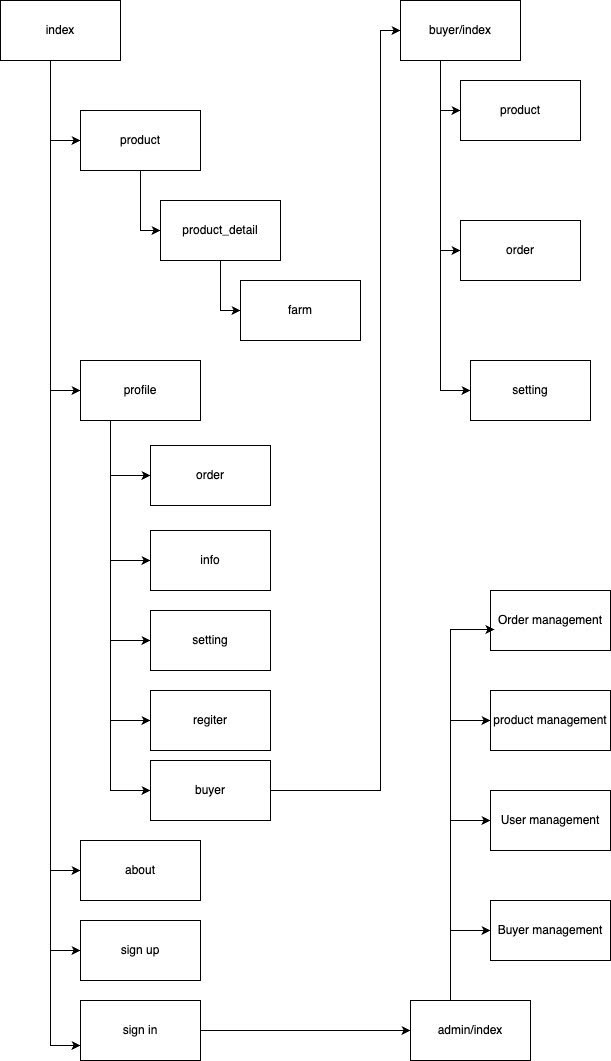 index
product
product_detail
farm
profile
order
info
setting
regiter
buyer
about
sign up
sign in
buyer/index
product
order
setting
Order management
product management
User management
Buyer management
admin/index